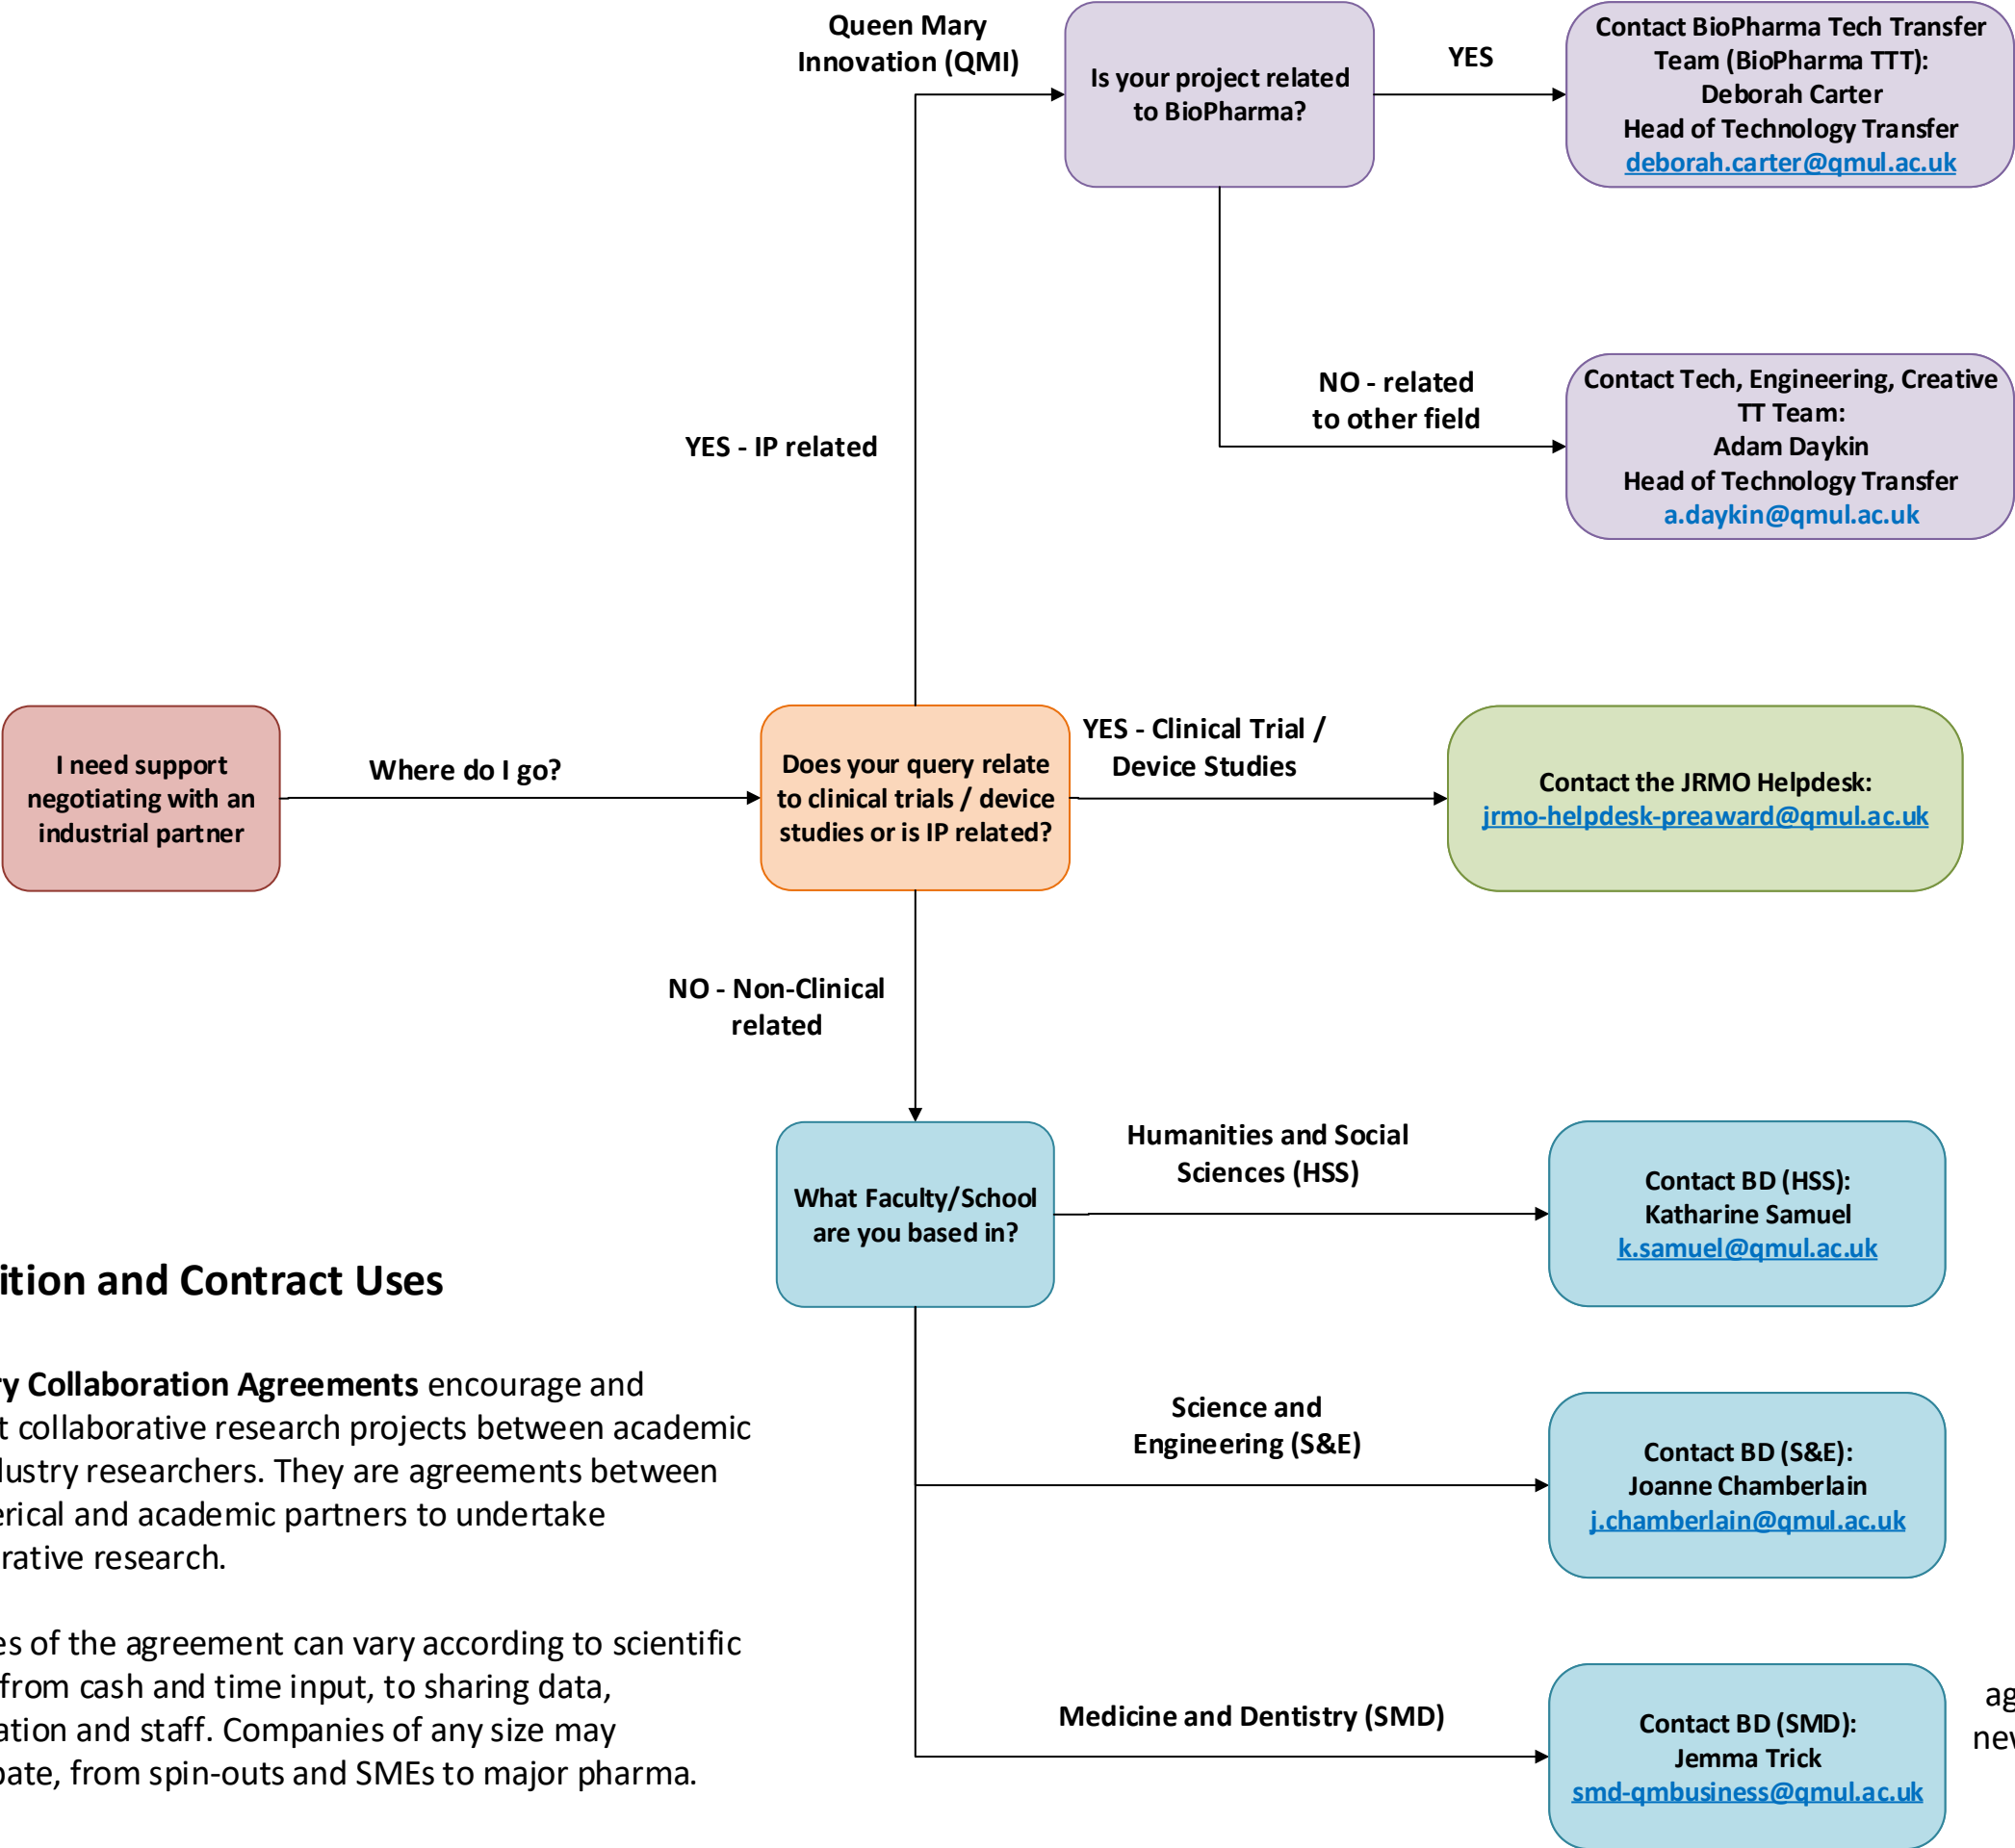 Queen Mary
Innovation (QMI)
Is your project related
to BioPharma?
YES
Contact BioPharma Tech Transfer
Team (BioPharma TTT):
Deborah Carter
Head of Technology Transfer
deborah.carter@qmul.ac.uk
NO - related
to other field
Contact Tech, Engineering, Creative
TT Team:
Adam Daykin
Head of Technology Transfer
a.daykin@qmul.ac.uk
YES - IP related
I need support
negotiating with an
industrial partner
Where do I go?
Does your query relate
to clinical trials / device
studies or is IP related?
YES - Clinical Trial /
Device Studies
Contact the JRMO Helpdesk:
jrmo-helpdesk-preaward@qmul.ac.uk
NO - Non-Clinical
related
What Faculty/School
are you based in?
Humanities and Social
Sciences (HSS)
Contact BD (HSS):
Katharine Samuel
k.samuel@qmul.ac.uk
Science and
Engineering (S&E)
Contact BD (S&E):
Joanne Chamberlain
j.chamberlain@qmul.ac.uk
Medicine and Dentistry (SMD)
Contact BD (SMD):
Jemma Trick
smd-qmbusiness@qmul.ac.uk
ition and Contract Uses
ry Collaboration Agreements encourage and
t collaborative research projects between academic
dustry researchers. They are agreements between
erical and academic partners to undertake
rative research.
es of the agreement can vary according to scientific
from cash and time input, to sharing data,
ation and staff. Companies of any size may
pate, from spin-outs and SMEs to major pharma.
ag
new